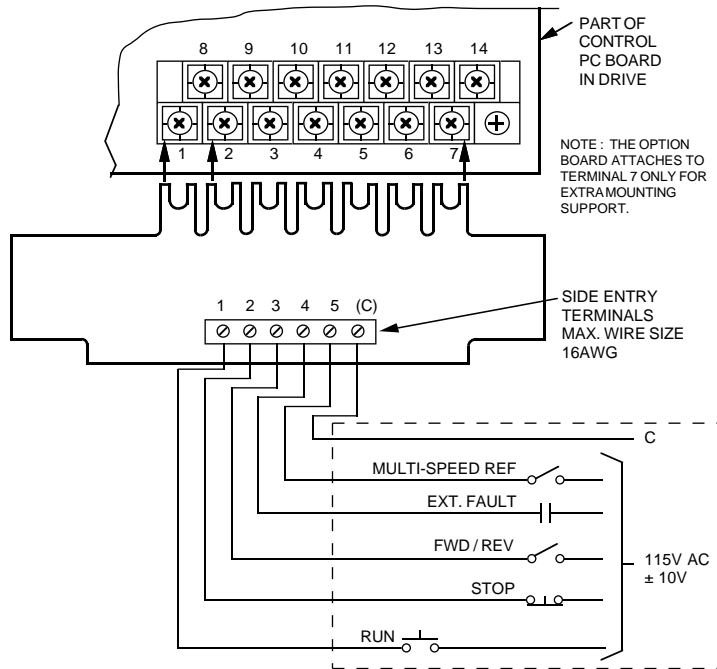 PART OF
CONTROL
PC BOARD
IN DRIVE
8 9 10 11 12 13 14
1 2 3 4 5 6 7
NOTE : THE OPTION
BOARD ATTACHES TO
TERMINAL 7 ONLY FOR
EXTRA MOUNTING
SUPPORT.
1 2 3 4 5 (C)
SIDE ENTRY
TERMINALS
MAX. WIRE SIZE
16AWG
C
MULTI-SPEED REF
EXT. FAULT
FWD / REV
115V AC
± 10V
STOP
RUN